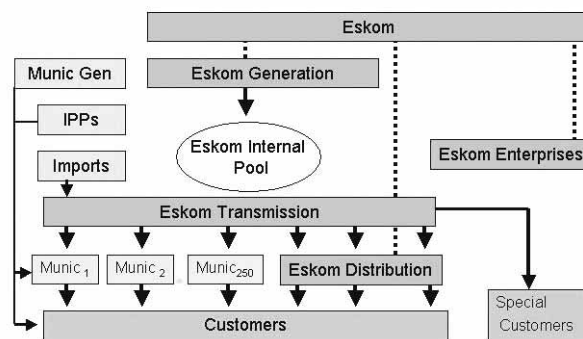 Eskom
Munic Gen
Eskom Generation
IPPs
Eskom Internal
Pool
Imports
Eskom Enterprises
Eskom Transmission
Munic 1
Munic 2
Munic250
Eskom Distribution
Special
Customers
Customers